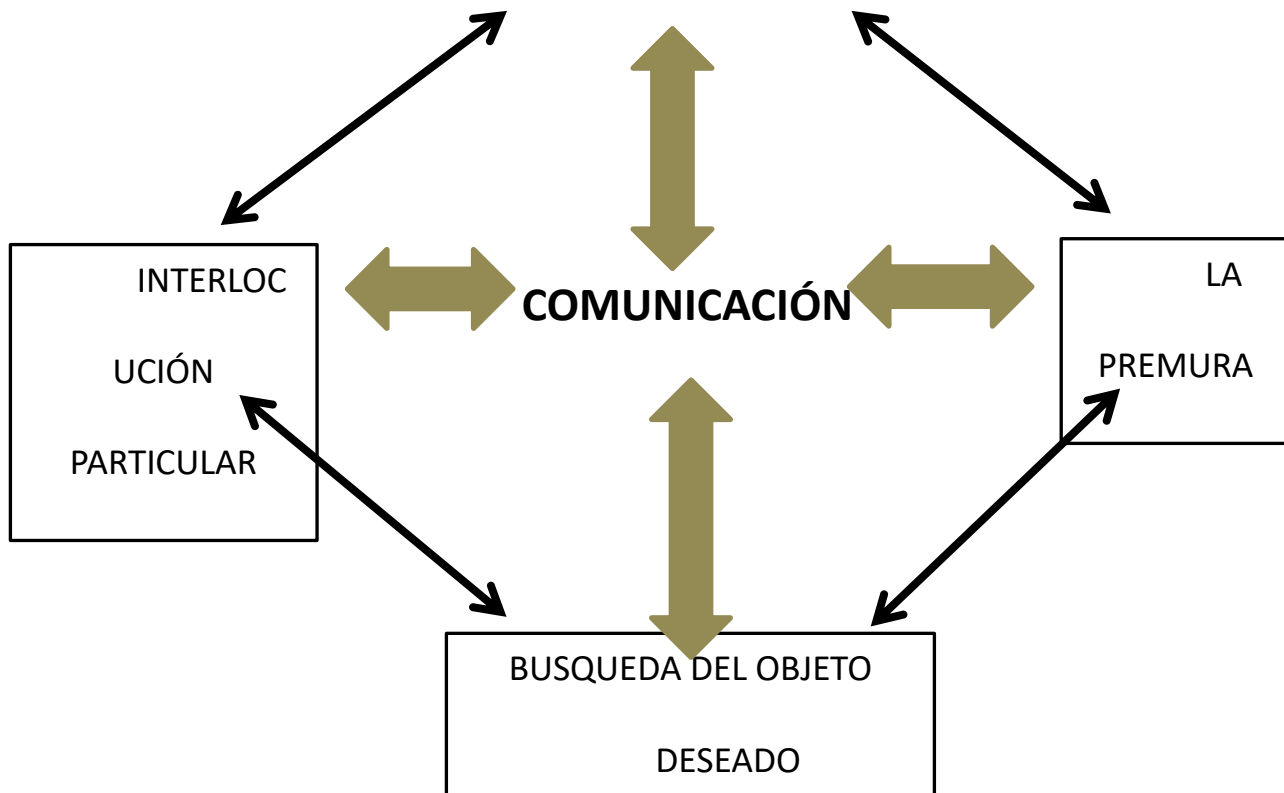 INTERLOC
UCIÓN
PARTICULAR
COMUNICACIÓN
LA
PREMURA
BUSQUEDA DEL OBJETO
DESEADO